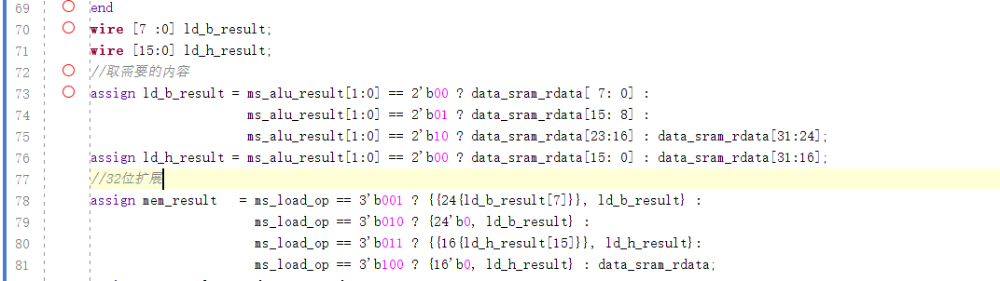 69 end
70 wire [7 :0] ld_b_result;
71 wire [15:0] ld_h_result;
72 //取需要的内容
73 assign ld_b_result = ms_alu_result[1:0] == 2'b00 ? data_sram_rdata[ 7: 0] :
74 ms_alu_result[1:0] == 2'b01 ? data_sram_rdata[15: 8] :
75 ms_alu_result[1:0] == 2'b10 ? data_sram_rdata[23:16] : data_sram_rdata[31:24];
76 assign ld_h_result = ms_alu_result[1:0] == 2'b00 ? data_sram_rdata[15: 0] : data_sram_rdata[31:16];
77 //32位扩展
78 assign mem_result   = ms_load_op == 3'b001 ? {{24{ld_b_result[7]}}, ld_b_result} :
79 ms_load_op == 3'b010 ? {24'b0, ld_b_result} :
80 ms_load_op == 3'b011 ? {{16{ld_h_result[15]}}, ld_h_result}:
81 ms_load_op == 3'b100 ? {16'b0, ld_h_result} : data_sram_rdata;